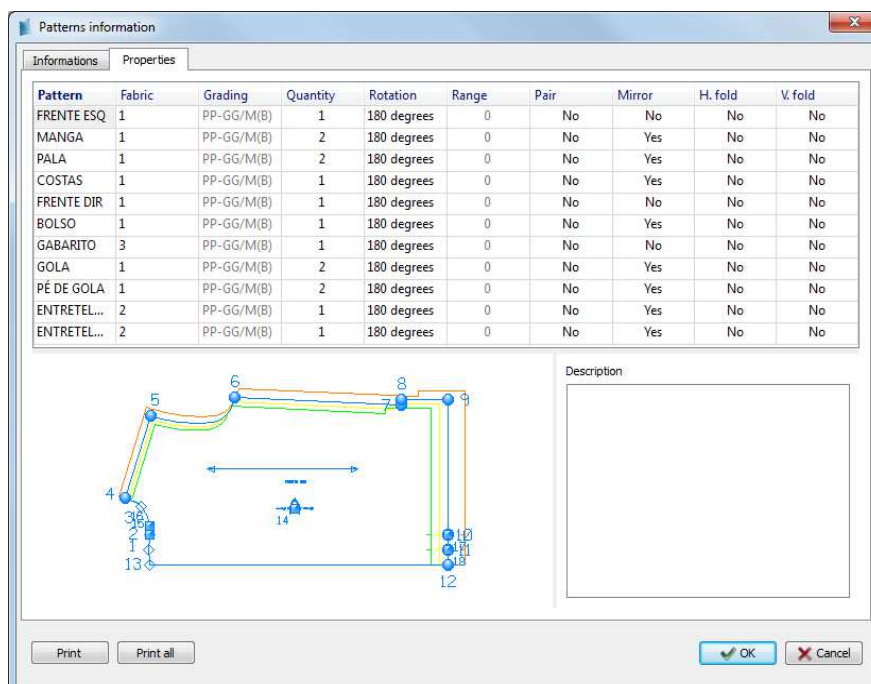 Patterns information
Informations Properties
Pattern Fabric Grading Quantity Rotation Range Pair Mirror H. fold V. fold
FRENTE ESQ 1 PP-GG/M(B) 1 180 degrees 0 No No No No
MANGA 1 PP-GG/M(B) 2 180 degrees 0 No Yes No No
PALA 1 PP-GG/M(B) 2 180 degrees 0 No Yes No No
COSTAS 1 PP-GG/M(B) 1 180 degrees 0 No Yes No No
FRENTE DIR 1 PP-GG/M(B) 1 180 degrees 0 No No No No
BOLSO 1 PP-GG/M(B) 1 180 degrees 0 No Yes No No
GABARITO 3 PP-GG/M(B) 1 180 degrees 0 No No No No
GOLA 1 PP-GG/M(B) 2 180 degrees 0 No Yes No No
PÉ DE GOLA 1 PP-GG/M(B) 2 180 degrees 0 No Yes No No
ENTRETEL... 2 PP-GG/M(B) 1 180 degrees 0 No Yes No No
ENTRETEL... 2 PP-GG/M(B) 1 180 degrees 0 No Yes No No
Description
5 6 8
7 9
4
3 16
15 14
2 10
1 17 11
13 18
12
Print Print all OK Cancel